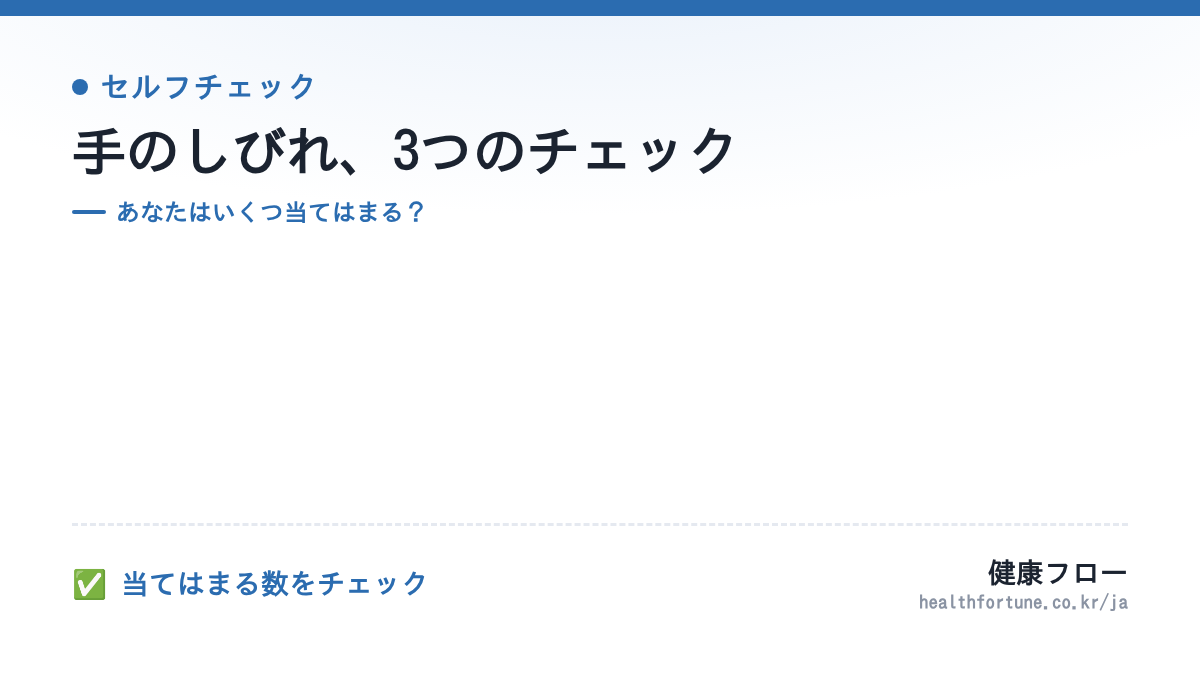 セルフチェック
手のしびれ、3つのチェック
あなたはいくつ当てはまる？
✅ 当てはまる数をチェック
健康フロー
healthfortune.co.kr/ja